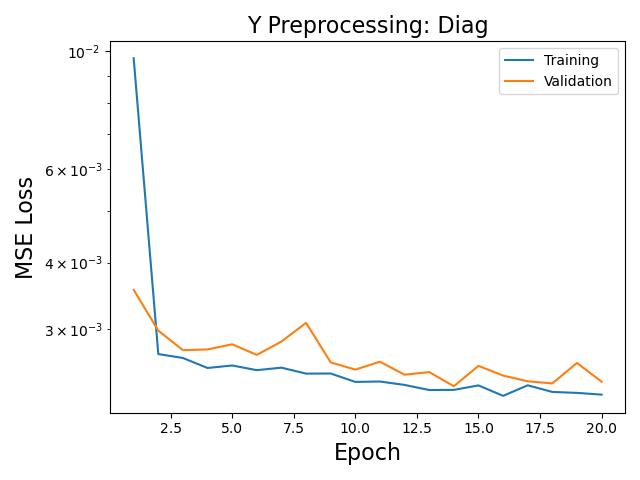 Y Preprocessing: Diag
Training
Validation
10⁻²
6 × 10⁻³
4 × 10⁻³
3 × 10⁻³
MSE Loss
2.5 5.0 7.5 10.0 12.5 15.0 17.5 20.0
Epoch